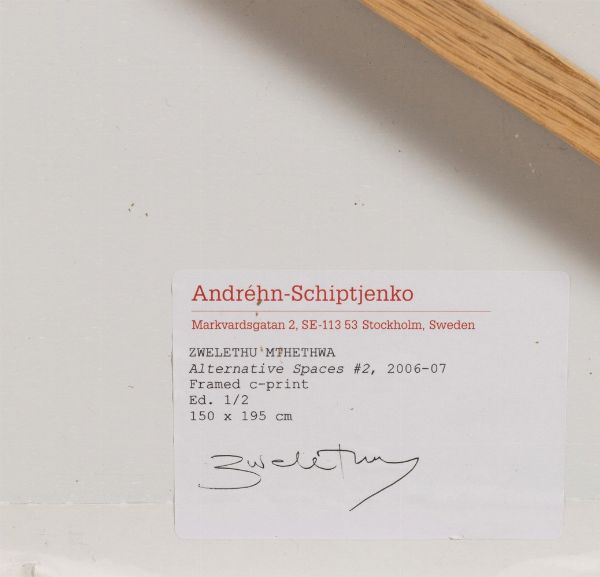 Andréhn-Schiptjenko
Markvardsgatan 2, SE-113 53 Stockholm, Sweden
ZWELETHU MTHETHWA
Alternative Spaces #2, 2006-07
Framed c-print
Ed. 1/2
150 x 195 cm
Zwelethu